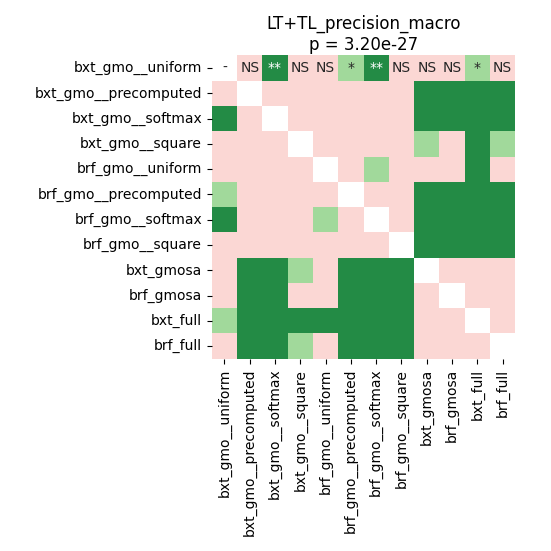 LT+TL_precision_macro
p = 3.20e-27
bxt_gmo__uniform - NS ** NS NS * ** NS NS NS * NS
bxt_gmo__precomputed
bxt_gmo__softmax
bxt_gmo__square
brf_gmo__uniform
brf_gmo__precomputed
brf_gmo__softmax
brf_gmo__square
bxt_gmosa
brf_gmosa
bxt_full
brf_full
bxt_gmo__uniform
bxt_gmo__precomputed
bxt_gmo__softmax
bxt_gmo__square
brf_gmo__uniform
brf_gmo__precomputed
brf_gmo__softmax
brf_gmo__square
bxt_gmosa
brf_gmosa
bxt_full
brf_full